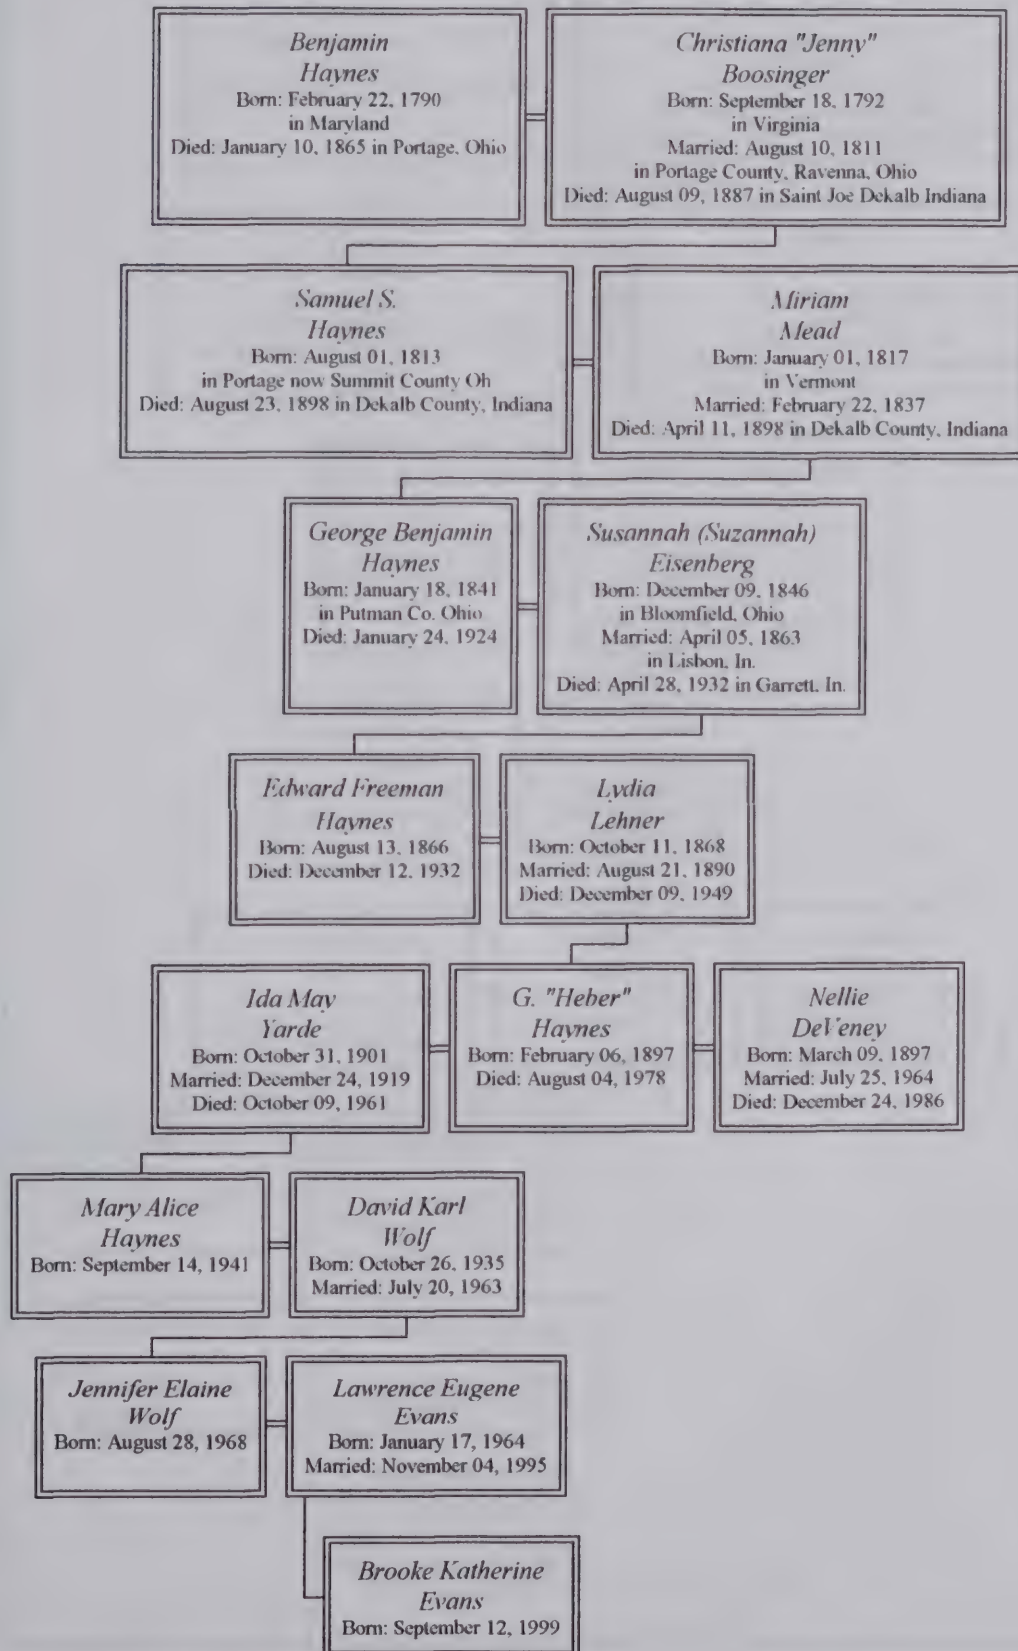 Benjamin
Haynes
Born: February 22, 1790
in Maryland
Died: January 10, 1865 in Portage, Ohio
Christiana "Jenny"
Boosinger
Born: September 18, 1792
in Virginia
Married: August 10, 1811
in Portage County, Ravenna, Ohio
Died: August 09, 1887 in Saint Joe Dekalb Indiana
Samuel S.
Haynes
Born: August 01, 1813
in Portage now Summit County Oh
Died: August 23, 1898 in Dekalb County, Indiana
Miriam
Mead
Born: January 01, 1817
in Vermont
Married: February 22, 1837
Died: April 11, 1898 in Dekalb County, Indiana
George Benjamin
Haynes
Born: January 18, 1841
in Putman Co. Ohio
Died: January 24, 1924
Susannah (Suzannah)
Eisenberg
Born: December 09, 1846
in Bloomfield, Ohio
Married: April 05, 1863
in Lisbon, In.
Died: April 28, 1932 in Garrett, In.
Edward Freeman
Haynes
Born: August 13, 1866
Died: December 12, 1932
Lydia
Lehner
Born: October 11, 1868
Married: August 21, 1890
Died: December 09, 1949
Ida May
Yarde
Born: October 31, 1901
Married: December 24, 1919
Died: October 09, 1961
G. "Heber"
Haynes
Born: February 06, 1897
Died: August 04, 1978
Nellie
DeVeney
Born: March 09, 1897
Married: July 25, 1964
Died: December 24, 1986
Mary Alice
Haynes
Born: September 14, 1941
David Karl
Wolf
Born: October 26, 1935
Married: July 20, 1963
Jennifer Elaine
Wolf
Born: August 28, 1968
Lawrence Eugene
Evans
Born: January 17, 1964
Married: November 04, 1995
Brooke Katherine
Evans
Born: September 12, 1999